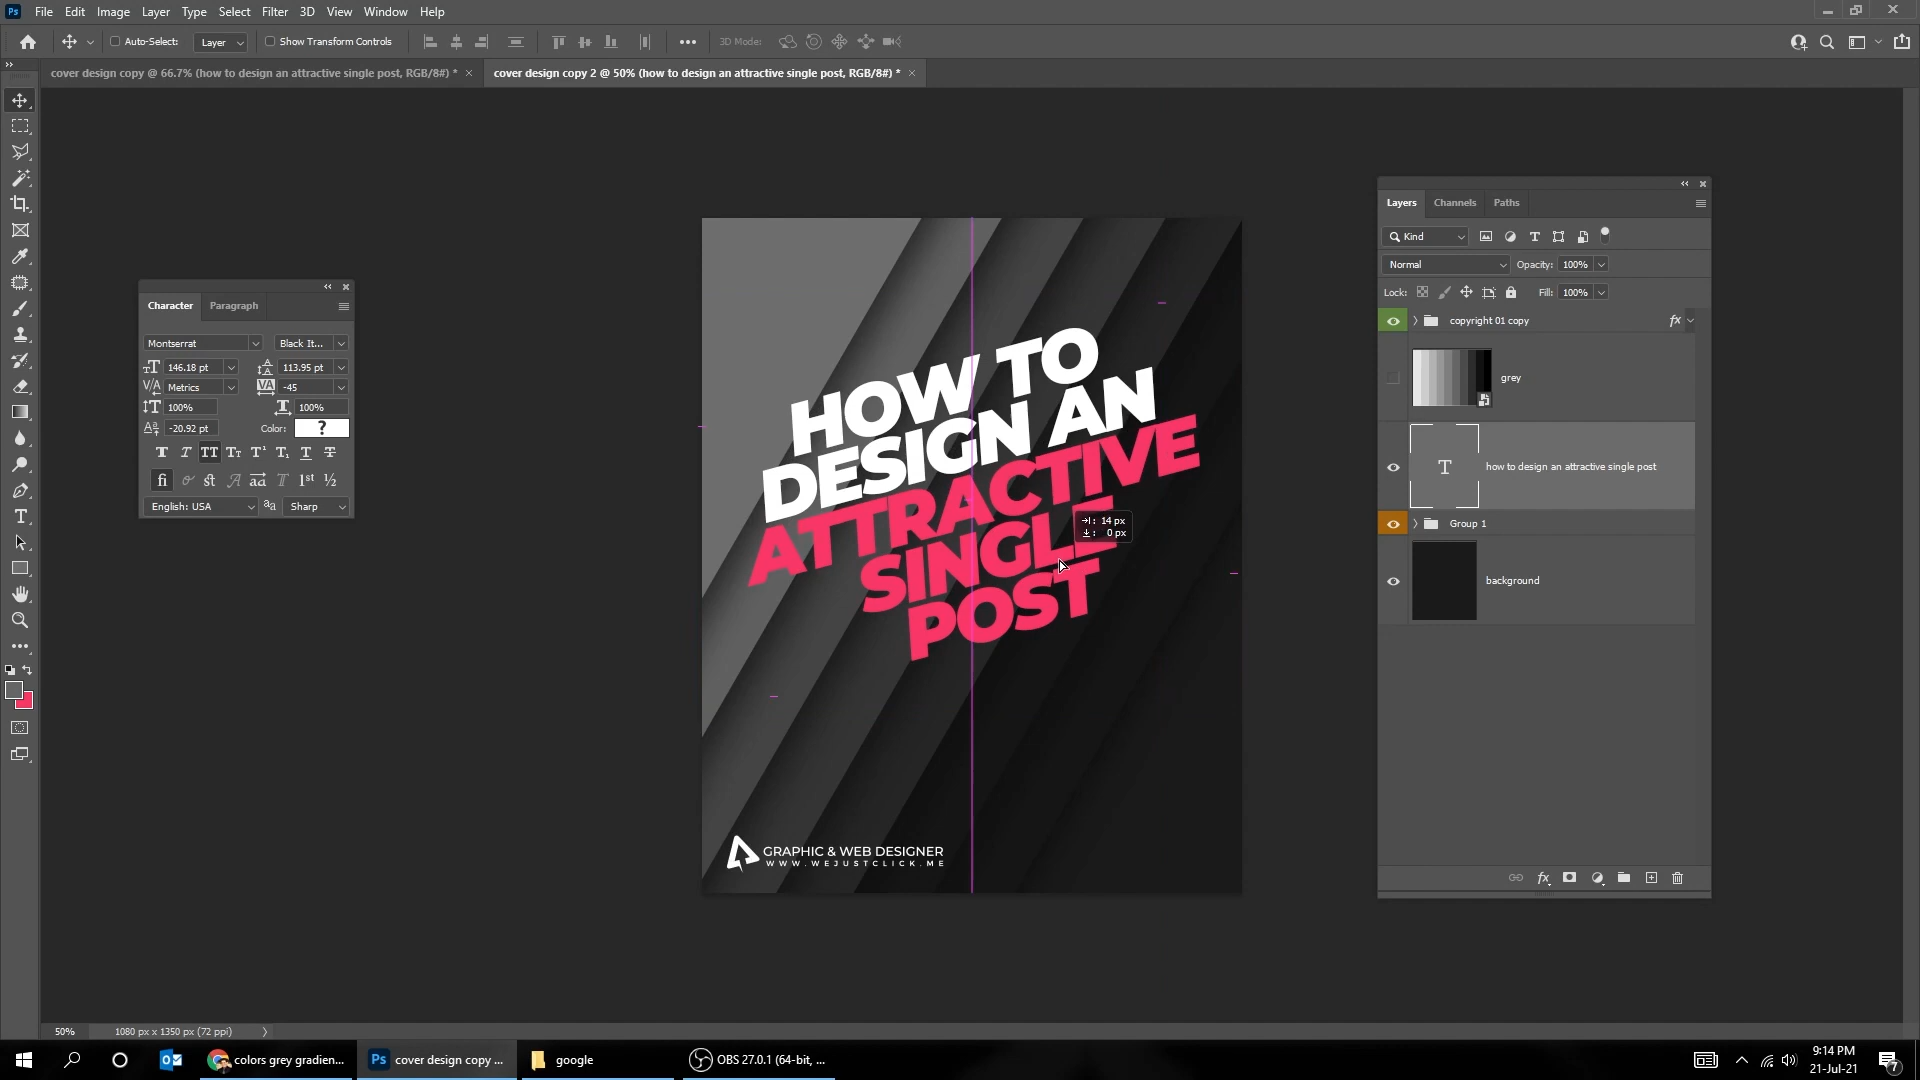 Ps File Edit Image Layer Type Select Filter 3D View Window Help
Auto-Select: Layer Show Transform Controls 3D Mode:
cover design copy @ 66.7% (how to design an attractive single post, RGB/8#) * × cover design copy 2 @ 50% (how to design an attractive single post, RGB/8#) * ×
Layers Channels Paths
Kind
Normal Opacity: 100%
Lock: Fill: 100%
copyright 01 copy fx
grey
how to design an attractive single post
Group 1
background
Character Paragraph
Montserrat Black It...
146.18 pt 113.95 pt
Metrics -45
100% 100%
-20.92 pt Color: ?
English: USA Sharp
HOW TO
DESIGN AN
ATTRACTIVE
SINGLE
POST
14 px
0 px
GRAPHIC & WEB DESIGNER
WWW.WEJUSTCLICK.ME
50% 1080 px x 1350 px (72 ppi)
colors grey gradien... Ps cover design copy ... google OBS 27.0.1 (64-bit, ...
9:14 PM
21-Jul-21
7